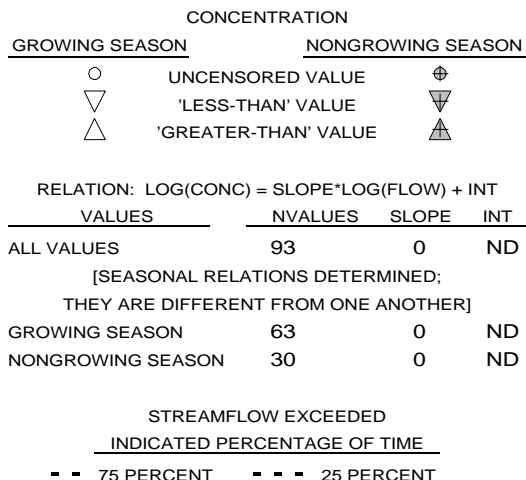 CONCENTRATION
GROWING SEASON NONGROWING SEASON
UNCENSORED VALUE
'LESS-THAN' VALUE
'GREATER-THAN' VALUE
RELATION: LOG(CONC) = SLOPE*LOG(FLOW) + INT
VALUES NVALUES SLOPE INT
ALL VALUES 93 0 ND
[SEASONAL RELATIONS DETERMINED;
THEY ARE DIFFERENT FROM ONE ANOTHER]
GROWING SEASON 63 0 ND
NONGROWING SEASON 30 0 ND
STREAMFLOW EXCEEDED
INDICATED PERCENTAGE OF TIME
75 PERCENT 25 PERCENT